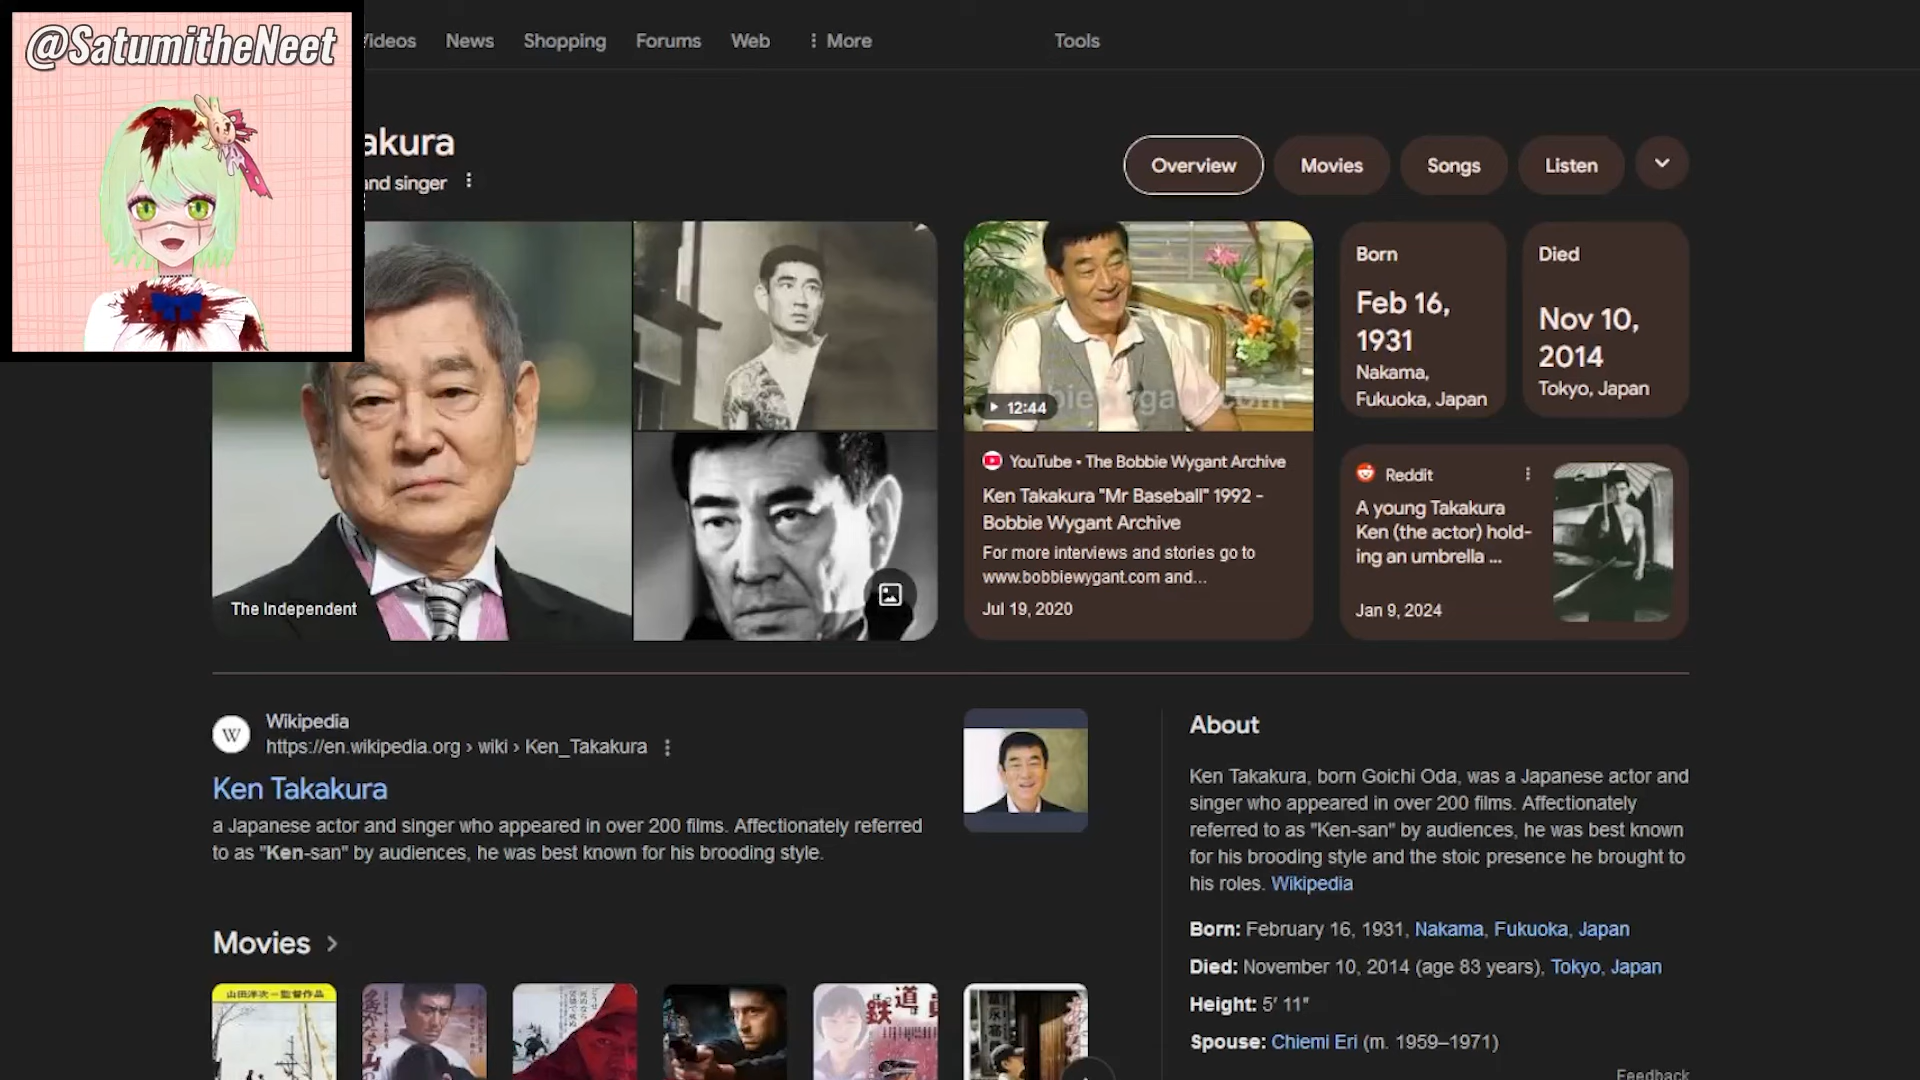 @SatumitheNeet
Videos
News
Shopping
Forums
Web
More
Tools
akura
and singer
Overview
Movies
Songs
Listen
The Independent
12:44
YouTube • The Bobbie Wygant Archive
Ken Takakura "Mr Baseball" 1992 -
Bobbie Wygant Archive
For more interviews and stories go to
www.bobbiewygant.com and...
Jul 19, 2020
Born
Feb 16,
1931
Nakama,
Fukuoka, Japan
Died
Nov 10,
2014
Tokyo, Japan
Reddit
A young Takakura
Ken (the actor) hold-
ing an umbrella ...
Jan 9, 2024
W
Wikipedia
https://en.wikipedia.org › wiki › Ken_Takakura
Ken Takakura
a Japanese actor and singer who appeared in over 200 films. Affectionately referred
to as "Ken-san" by audiences, he was best known for his brooding style.
Movies
山田洋次=監督作品
About
Ken Takakura, born Goichi Oda, was a Japanese actor and
singer who appeared in over 200 films. Affectionately
referred to as "Ken-san" by audiences, he was best known
for his brooding style and the stoic presence he brought to
his roles. Wikipedia
Born: February 16, 1931, Nakama, Fukuoka, Japan
Died: November 10, 2014 (age 83 years), Tokyo, Japan
Height: 5′ 11″
Spouse: Chiemi Eri (m. 1959–1971)
Feedback